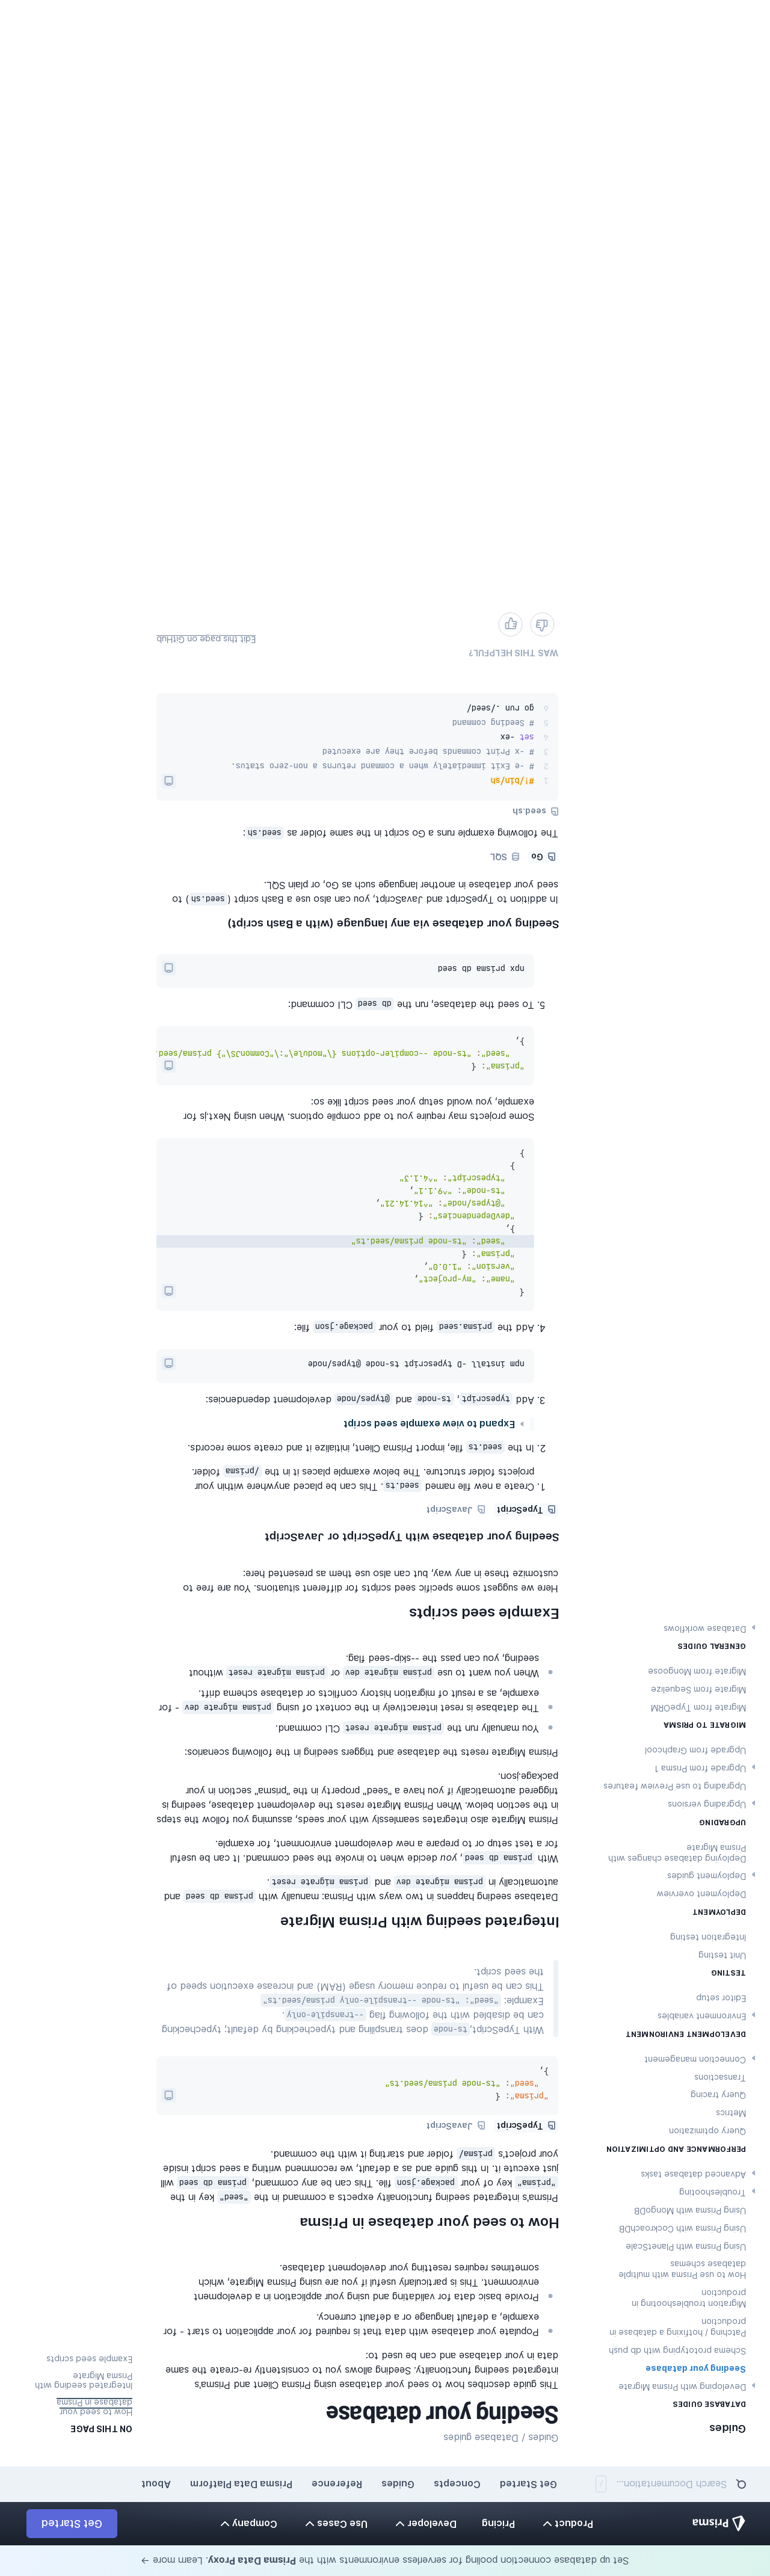 Set up database connection pooling for serverless environments with the Prisma Data Proxy. Learn more →
Prisma
Product
Pricing
Developer
Use Cases
Company
Get Started
Search Documentation...
/
Get Started
Concepts
Guides
Reference
Prisma Data Platform
About
Guides
DATABASE GUIDES
Developing with Prisma Migrate
Seeding your database
Schema prototyping with db push
Patching / hotfixing a database in
production
Migration troubleshooting in
production
How to use Prisma with multiple
database schemas
Using Prisma with PlanetScale
Using Prisma with CockroachDB
Using Prisma with MongoDB
Troubleshooting
Advanced database tasks
PERFORMANCE AND OPTIMIZATION
Query optimization
Metrics
Query tracing
Transactions
Connection management
DEVELOPMENT ENVIRONMENT
Environment variables
Editor setup
TESTING
Unit testing
Integration testing
DEPLOYMENT
Deployment overview
Deployment guides
Deploying database changes with
Prisma Migrate
UPGRADING
Upgrading versions
Upgrading to use Preview features
Upgrade from Prisma 1
Upgrade from Graphcool
MIGRATE TO PRISMA
Migrate from TypeORM
Migrate from Sequelize
Migrate from Mongoose
GENERAL GUIDES
Database workflows
Guides / Database guides
Seeding your database
This guide describes how to seed your database using Prisma Client and Prisma's
integrated seeding functionality. Seeding allows you to consistently re-create the same
data in your database and can be used to:
Populate your database with data that is required for your application to start - for
example, a default language or a default currency.
Provide basic data for validating and using your application in a development
environment. This is particularly useful if you are using Prisma Migrate, which
sometimes requires resetting your development database.
How to seed your database in Prisma
Prisma's integrated seeding functionality expects a command in the "seed" key in the
"prisma" key of your package.json file. This can be any command, prisma db seed will
just execute it. In this guide and as a default, we recommend writing a seed script inside
your project's prisma/ folder and starting it with the command.
TypeScript
JavaScript
"prisma": {
"seed": "ts-node prisma/seed.ts"
},
With TypeScript,ts-node does transpiling and typechecking by default; typechecking
can be disabled with the following flag --transpile-only.
Example: "seed": "ts-node --transpile-only prisma/seed.ts"
This can be useful to reduce memory usage (RAM) and increase execution speed of
the seed script.
Integrated seeding with Prisma Migrate
Database seeding happens in two ways with Prisma: manually with prisma db seed and
automatically in prisma migrate dev and prisma migrate reset.
With prisma db seed, you decide when to invoke the seed command. It can be useful
for a test setup or to prepare a new development environment, for example.
Prisma Migrate also integrates seamlessly with your seeds, assuming you follow the steps
in the section below. When Prisma Migrate resets the development database, seeding is
triggered automatically if you have a "seed" property in the "prisma" section in your
package.json.
Prisma Migrate resets the database and triggers seeding in the following scenarios:
You manually run the prisma migrate reset CLI command.
The database is reset interactively in the context of using prisma migrate dev - for
example, as a result of migration history conflicts or database schema drift.
When you want to use prisma migrate dev or prisma migrate reset without
seeding, you can pass the --skip-seed flag.
Example seed scripts
Here we suggest some specific seed scripts for different situations. You are free to
customize these in any way, but can also use them as presented here:
Seeding your database with TypeScript or JavaScript
TypeScript
JavaScript
1. Create a new file named seed.ts. This can be placed anywhere within your
projects folder structure. The below example places it in the /prisma folder.
2. In the seed.ts file, import Prisma Client, initialize it and create some records.
Expand to view example seed script
3. Add typescript, ts-node and @types/node development dependencies:
npm install -D typescript ts-node @types/node
4. Add the prisma.seed field to your package.json file:
{
"name": "my-project",
"version": "1.0.0",
"prisma": {
"seed": "ts-node prisma/seed.ts"
},
"devDependencies": {
"@types/node": "^14.14.21",
"ts-node": "^9.1.1",
"typescript": "^4.1.3"
}
}
Some projects may require you to add compile options. When using Next.js for
example, you would setup your seed script like so:
"prisma": {
"seed": "ts-node --compiler-options {\"module\":\"CommonJS\"} prisma/seed.
},
5. To seed the database, run the db seed CLI command:
npx prisma db seed
Seeding your database via any language (with a Bash script)
In addition to TypeScript and JavaScript, you can also use a Bash script (seed.sh) to
seed your database in another language such as Go, or plain SQL.
Go
SQL
The following example runs a Go script in the same folder as seed.sh:
seed.sh
1 #!/bin/sh
2 # -e Exit immediately when a command returns a non-zero status.
3 # -x Print commands before they are executed
4 set -ex
5 # Seeding command
6 go run ./seed/
WAS THIS HELPFUL?
Edit this page on GitHub
ON THIS PAGE
How to seed your
database in Prisma
Integrated seeding with
Prisma Migrate
Example seed scripts